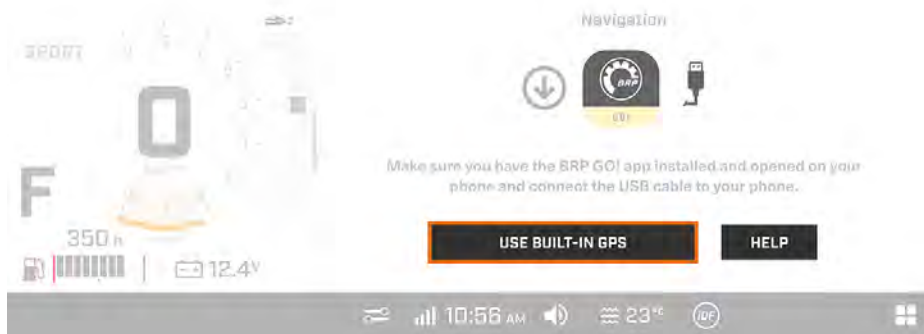 Navigation
SPORT
BRP
GO!
0
Make sure you have the BRP GO! app installed and opened on your
phone and connect the USB cable to your phone.
F
USE BUILT-IN GPS
HELP
350 h
12.4V
10:56 AM
23°C
iDF